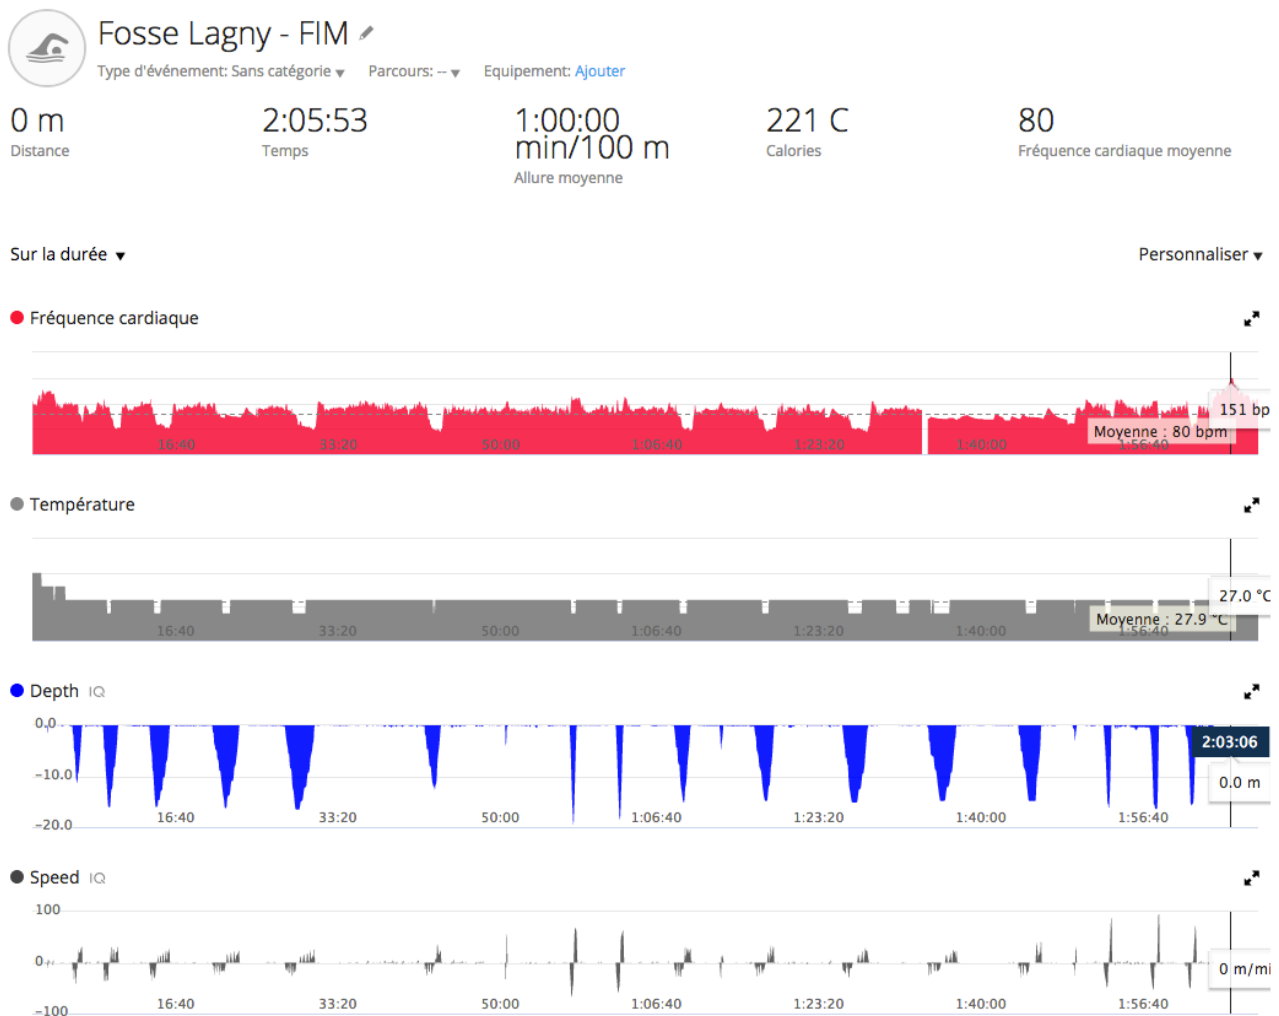 Fosse Lagny - FIM
Type d'événement: Sans catégorie Parcours: -- Equipement: Ajouter
0 m 2:05:53 1:00:00 min/100 m 221 C 80
Distance Temps Allure moyenne Calories Fréquence cardiaque moyenne
Sur la durée Personnaliser
Fréquence cardiaque
151 bp
Moyenne : 80 bpm
16:40 33:20 50:00 1:06:40 1:23:20 1:40:00 1:56:40
Température
27.0 °C
Moyenne : 27.9 °C
16:40 33:20 50:00 1:06:40 1:23:20 1:40:00 1:56:40
Depth IQ
0.0
2:03:06
-10.0 0.0 m
16:40 33:20 50:00 1:06:40 1:23:20 1:40:00 1:56:40
-20.0
Speed IQ
100
0 0 m/mi
16:40 33:20 50:00 1:06:40 1:23:20 1:40:00 1:56:40
-100